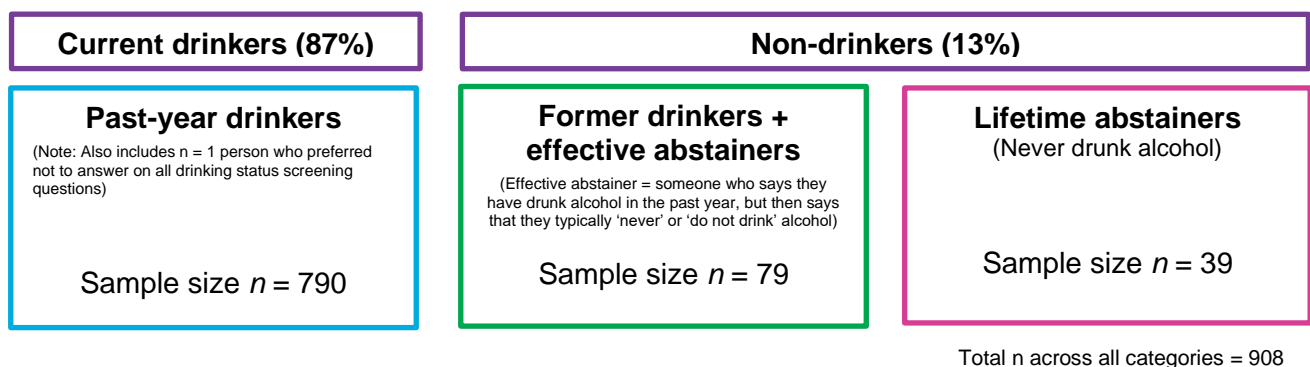 Current drinkers (87%)
Non-drinkers (13%)
Past-year drinkers
(Note: Also includes n = 1 person who preferred
not to answer on all drinking status screening
questions)
Sample size n = 790
Former drinkers +
effective abstainers
(Effective abstainer = someone who says they
have drunk alcohol in the past year, but then says
that they typically ‘never’ or ‘do not drink’ alcohol)
Sample size n = 79
Lifetime abstainers
(Never drunk alcohol)
Sample size n = 39
Total n across all categories = 908